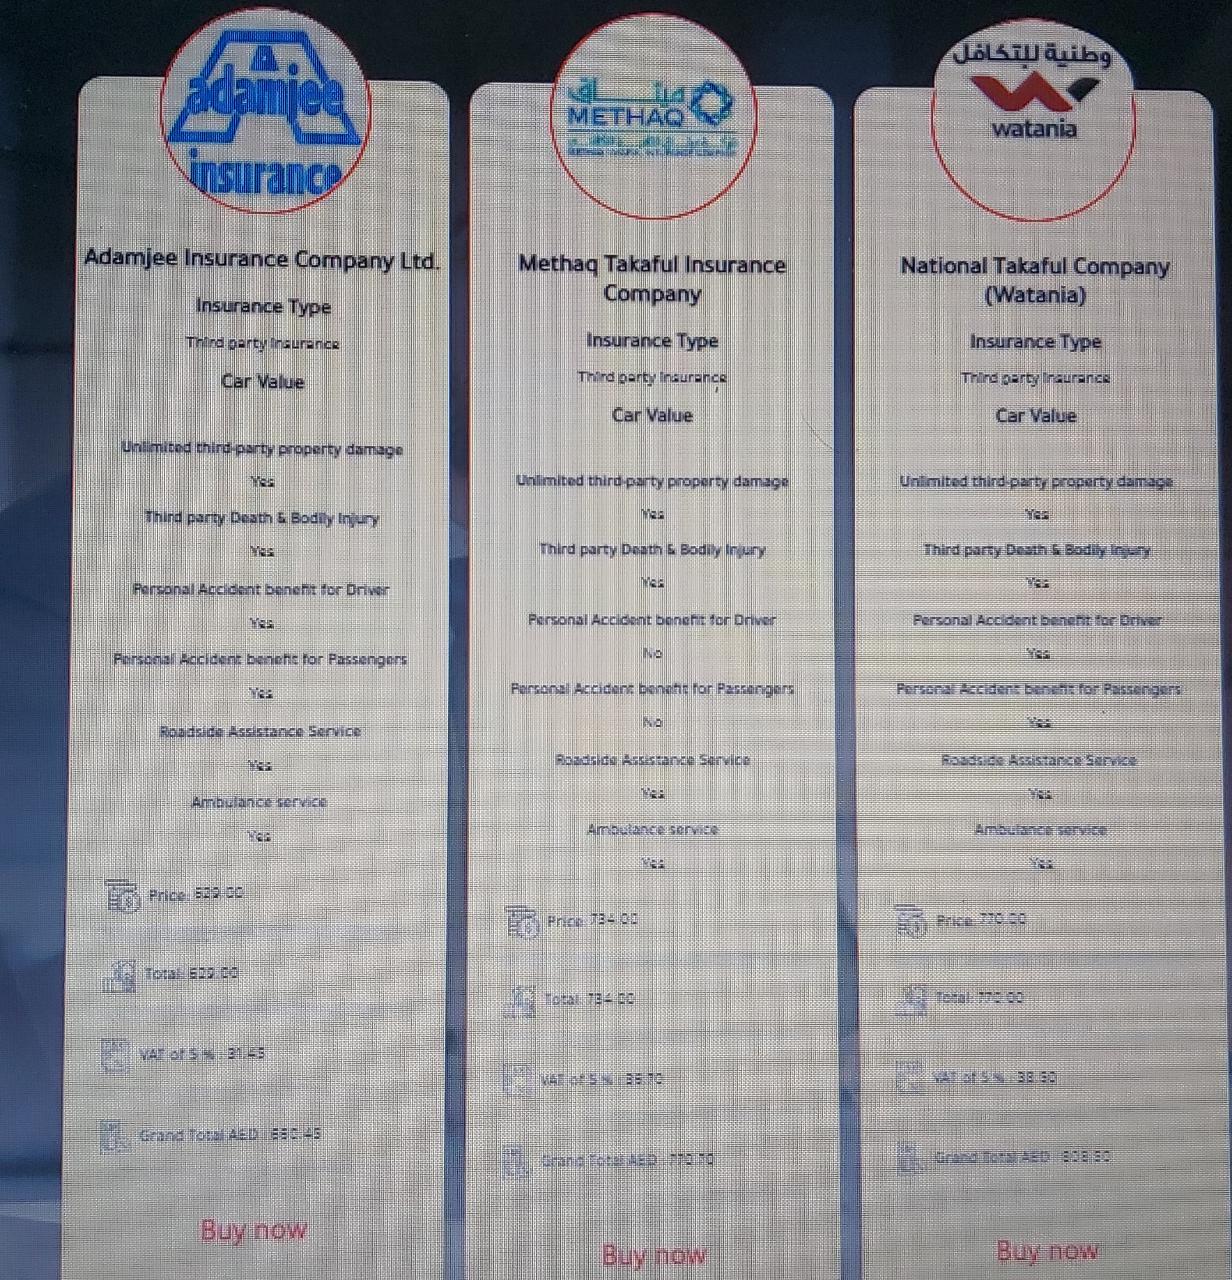 adamjee
insurance
Adamjee Insurance Company Ltd.
Insurance Type
Third party insurance
Car Value
Unlimited third-party property damage
Yes
Third party Death & Bodily Injury
Yes
Personal Accident benefit for Driver
Yes
Personal Accident benefit for Passengers
Yes
Roadside Assistance Service
Yes
Ambulance service
Yes
Price: 629.00
Total: 629.00
VAT of 5 % : 31.45
Grand Total AED : 660.45
Buy now
ميثاق
METHAQ
Methaq Takaful Insurance
Company
Insurance Type
Third party insurance
Car Value
Unlimited third-party property damage
Yes
Third party Death & Bodily Injury
Yes
Personal Accident benefit for Driver
No
Personal Accident benefit for Passengers
No
Roadside Assistance Service
Yes
Ambulance service
Yes
Price: 734.00
Total: 734.00
VAT of 5 % : 36.70
Grand Total AED : 770.70
Buy now
وطنية للتكافل
watania
National Takaful Company
(Watania)
Insurance Type
Third party insurance
Car Value
Unlimited third-party property damage
Yes
Third party Death & Bodily Injury
Yes
Personal Accident benefit for Driver
Yes
Personal Accident benefit for Passengers
Yes
Roadside Assistance Service
Yes
Ambulance service
Yes
Price: 770.00
Total: 770.00
VAT of 5 % : 38.50
Grand Total AED : 808.50
Buy now